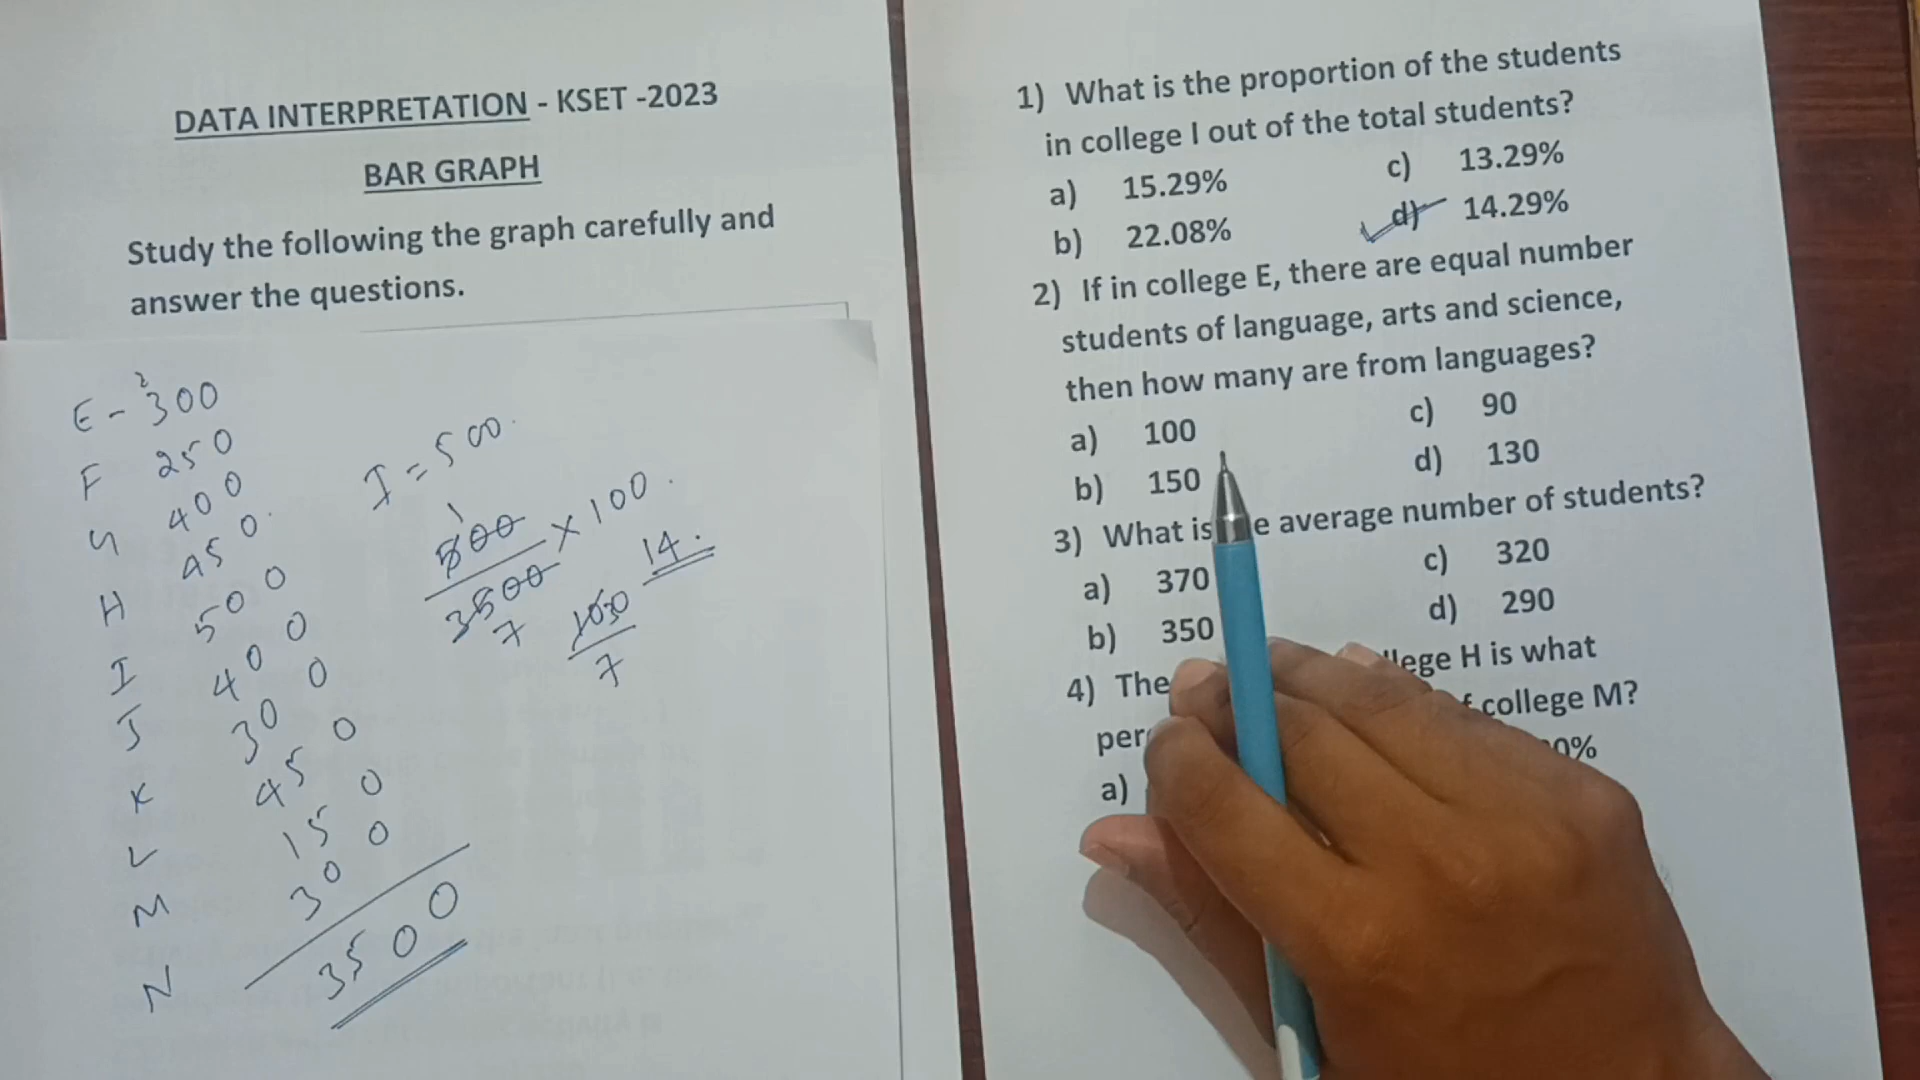 DATA INTERPRETATION - KSET -2023
BAR GRAPH
Study the following the graph carefully and
answer the questions.
E - 300
2
F 250
G 400
H 450
I 500
J 400
K 300
L 450
M 150
N 300
3500
I = 500.
1
500 × 100.
3500
7
100
7
14.
1) What is the proportion of the students
in college I out of the total students?
a) 15.29% c) 13.29%
b) 22.08% d) 14.29%
2) If in college E, there are equal number
students of language, arts and science,
then how many are from languages?
a) 100 c) 90
b) 150 d) 130
3) What is e average number of students?
a) 370 c) 320
b) 350 d) 290
4) The llege H is what
per college M?
a) 0%